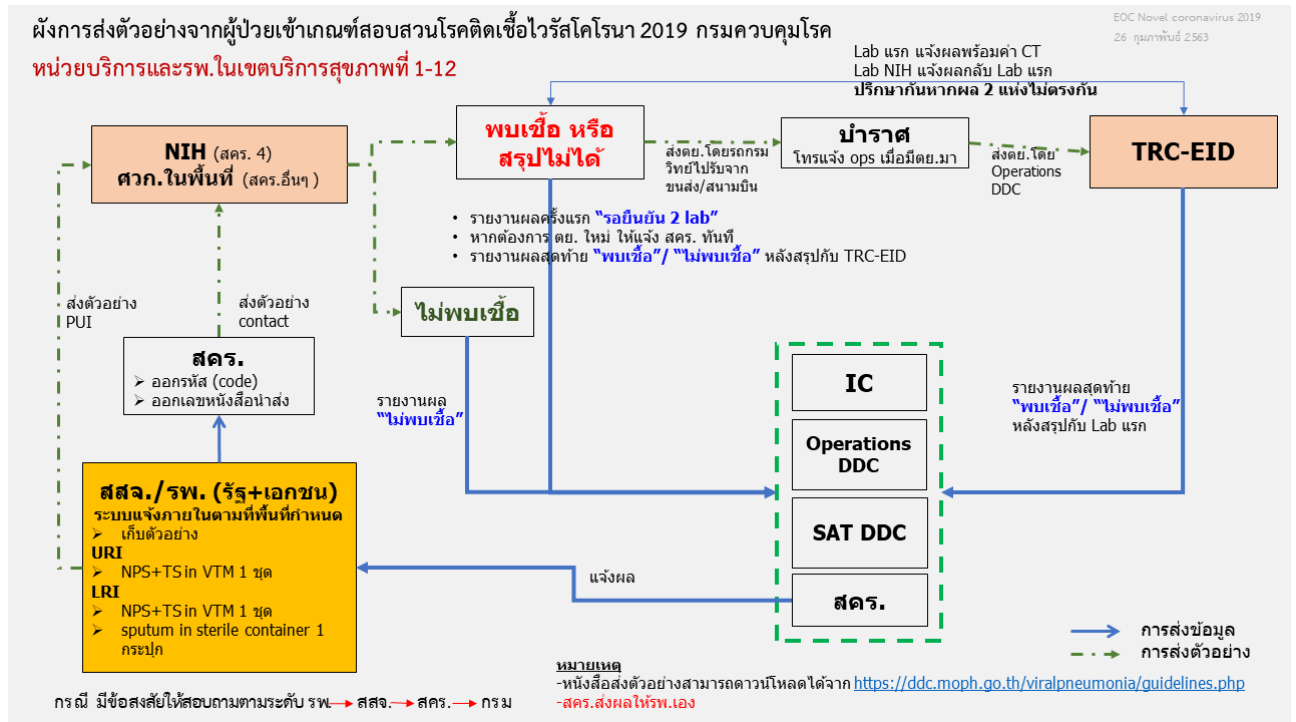 ผังการส่งตัวอย่างจากผู้ป่วยเข้าเกณฑ์สอบสวนโรคติดเชื้อไวรัสโคโรนา 2019 กรมควบคุมโรค
หน่วยบริการและรพ.ในเขตบริการสุขภาพที่ 1-12
EOC Novel coronavirus 2019
26 กุมภาพันธ์ 2563
Lab แรก แจ้งผลพร้อมค่า CT
Lab NIH แจ้งผลกลับ Lab แรก
ปรึกษากันหากผล 2 แห่งไม่ตรงกัน
NIH (สคร. 4)
ศวก.ในพื้นที่ (สคร.อื่นๆ )
พบเชื้อ หรือ
สรุปไม่ได้
ส่งตย.โดยรถกรม
วิทย์ไปรับจาก
ขนส่ง/สนามบิน
บำราศ
โทรแจ้ง ops เมื่อมีตย.มา
ส่งตย.โดย
Operations
DDC
TRC-EID
• รายงานผลครั้งแรก “รอยืนยัน 2 lab”
• หากต้องการ ตย. ใหม่ ให้แจ้ง สคร. ทันที
• รายงานผลสุดท้าย “พบเชื้อ”/ “ไม่พบเชื้อ” หลังสรุปกับ TRC-EID
ส่งตัวอย่าง
PUI
ส่งตัวอย่าง
contact
ไม่พบเชื้อ
สคร.
➢ ออกรหัส (code)
➢ ออกเลขหนังสือนำส่ง
รายงานผล
“ไม่พบเชื้อ”
IC
Operations
DDC
SAT DDC
สคร.
รายงานผลสุดท้าย
“พบเชื้อ”/ “ไม่พบเชื้อ”
หลังสรุปกับ Lab แรก
สสจ./รพ. (รัฐ+เอกชน)
ระบบแจ้งภายในตามที่พื้นที่กำหนด
➢ เก็บตัวอย่าง
URI
➢ NPS+TS in VTM 1 ชุด
LRI
➢ NPS+TS in VTM 1 ชุด
➢ sputum in sterile container 1
กระปุก
แจ้งผล
การส่งข้อมูล
การส่งตัวอย่าง
หมายเหตุ
-หนังสือส่งตัวอย่างสามารถดาวน์โหลดได้จาก https://ddc.moph.go.th/viralpneumonia/guidelines.php
-สคร.ส่งผลให้รพ.เอง
กรณี มีข้อสงสัยให้สอบถามตามระดับ รพ. → สสจ. → สคร. → กรม